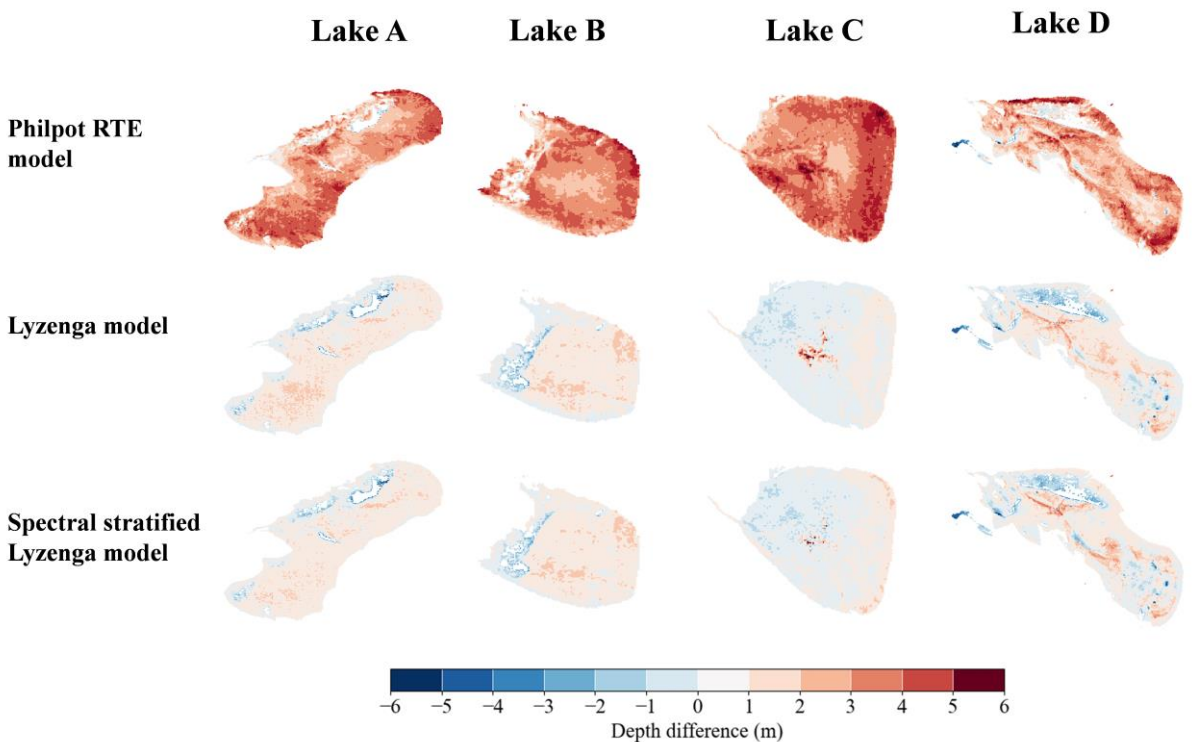 Lake A
Lake B
Lake C
Lake D
Philpot RTE
model
Lyzenga model
Spectral stratified
Lyzenga model
−6 −5 −4 −3 −2 −1 0 1 2 3 4 5 6
Depth difference (m)